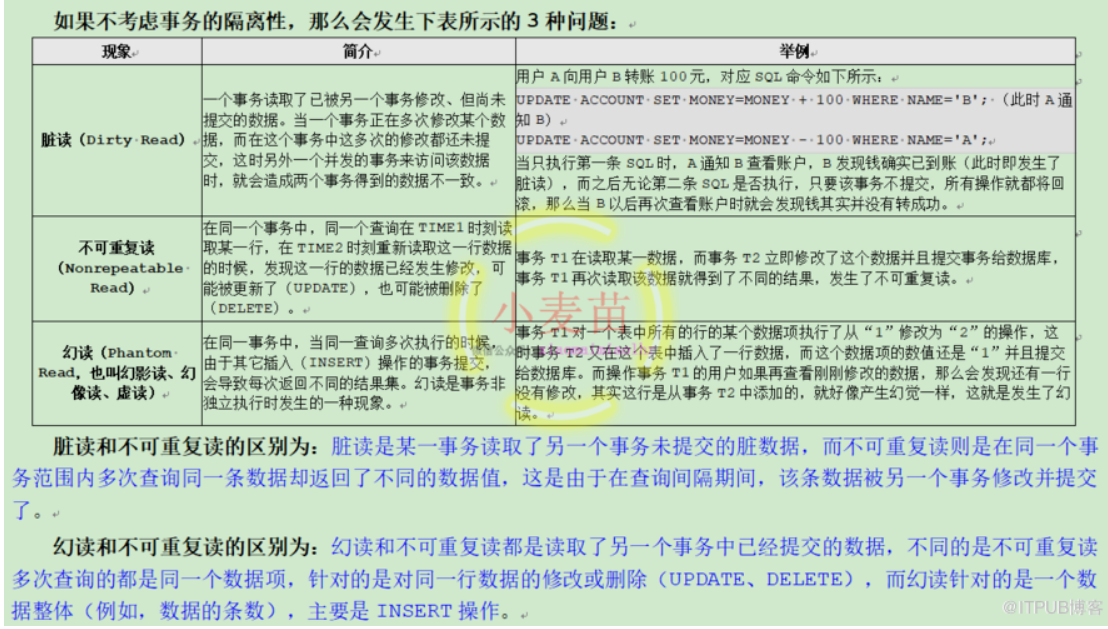 如果不考虑事务的隔离性，那么会发生下表所示的 3 种问题：
现象
简介
举例
脏读（Dirty Read）
一个事务读取了已被另一个事务修改、但尚未
提交的数据。当一个事务正在多次修改某个数
据，而在这个事务中这多次的修改都还未提
交，这时另外一个并发的事务来访问该数据
时，就会造成两个事务得到的数据不一致。
用户 A 向用户 B 转账 100 元，对应 SQL 命令如下所示：
UPDATE ACCOUNT SET MONEY=MONEY + 100 WHERE NAME='B'; （此时 A 通
知 B）
UPDATE ACCOUNT SET MONEY=MONEY - 100 WHERE NAME='A';
当只执行第一条 SQL 时，A 通知 B 查看账户，B 发现钱确实已到账（此时即发生了
脏读），而之后无论第二条 SQL 是否执行，只要该事务不提交，所有操作就都将回
滚，那么当 B 以后再次查看账户时就会发现钱其实并没有转成功。
不可重复读
（Nonrepeatable
Read）
在同一个事务中，同一个查询在 TIME1 时刻读
取某一行，在 TIME2 时刻重新读取这一行数据
的时候，发现这一行的数据已经发生修改，可
能被更新了（UPDATE），也可能被删除了
（DELETE）。
事务 T1 在读取某一数据，而事务 T2 立即修改了这个数据并且提交事务给数据库，
事务 T1 再次读取该数据就得到了不同的结果，发生了不可重复读。
幻读（Phantom
Read，也叫幻影读、幻
像读、虚读）
在同一事务中，当同一查询多次执行的时候，
由于其它插入（INSERT）操作的事务提交，
会导致每次返回不同的结果集。幻读是事务非
独立执行时发生的一种现象。
事务 T1 对一个表中所有的行的某个数据项执行了从“1”修改为“2”的操作，这
时事务 T2 又在这个表中插入了一行数据，而这个数据项的数值还是“1”并且提交
给数据库。而操作事务 T1 的用户如果再查看刚刚修改的数据，那么会发现还有一行
没有修改，其实这行是从事务 T2 中添加的，就好像产生幻觉一样，这就是发生了幻
读。
小麦苗
脏读和不可重复读的区别为：脏读是某一事务读取了另一个事务未提交的脏数据，而不可重复读则是在同一个事
务范围内多次查询同一条数据却返回了不同的数据值，这是由于在查询间隔期间，该条数据被另一个事务修改并提交
了。
幻读和不可重复读的区别为：幻读和不可重复读都是读取了另一个事务中已经提交的数据，不同的是不可重复读
多次查询的都是同一个数据项，针对的是对同一行数据的修改或删除（UPDATE、DELETE），而幻读针对的是一个数
据整体（例如，数据的条数），主要是 INSERT 操作。
@ITPUB博客